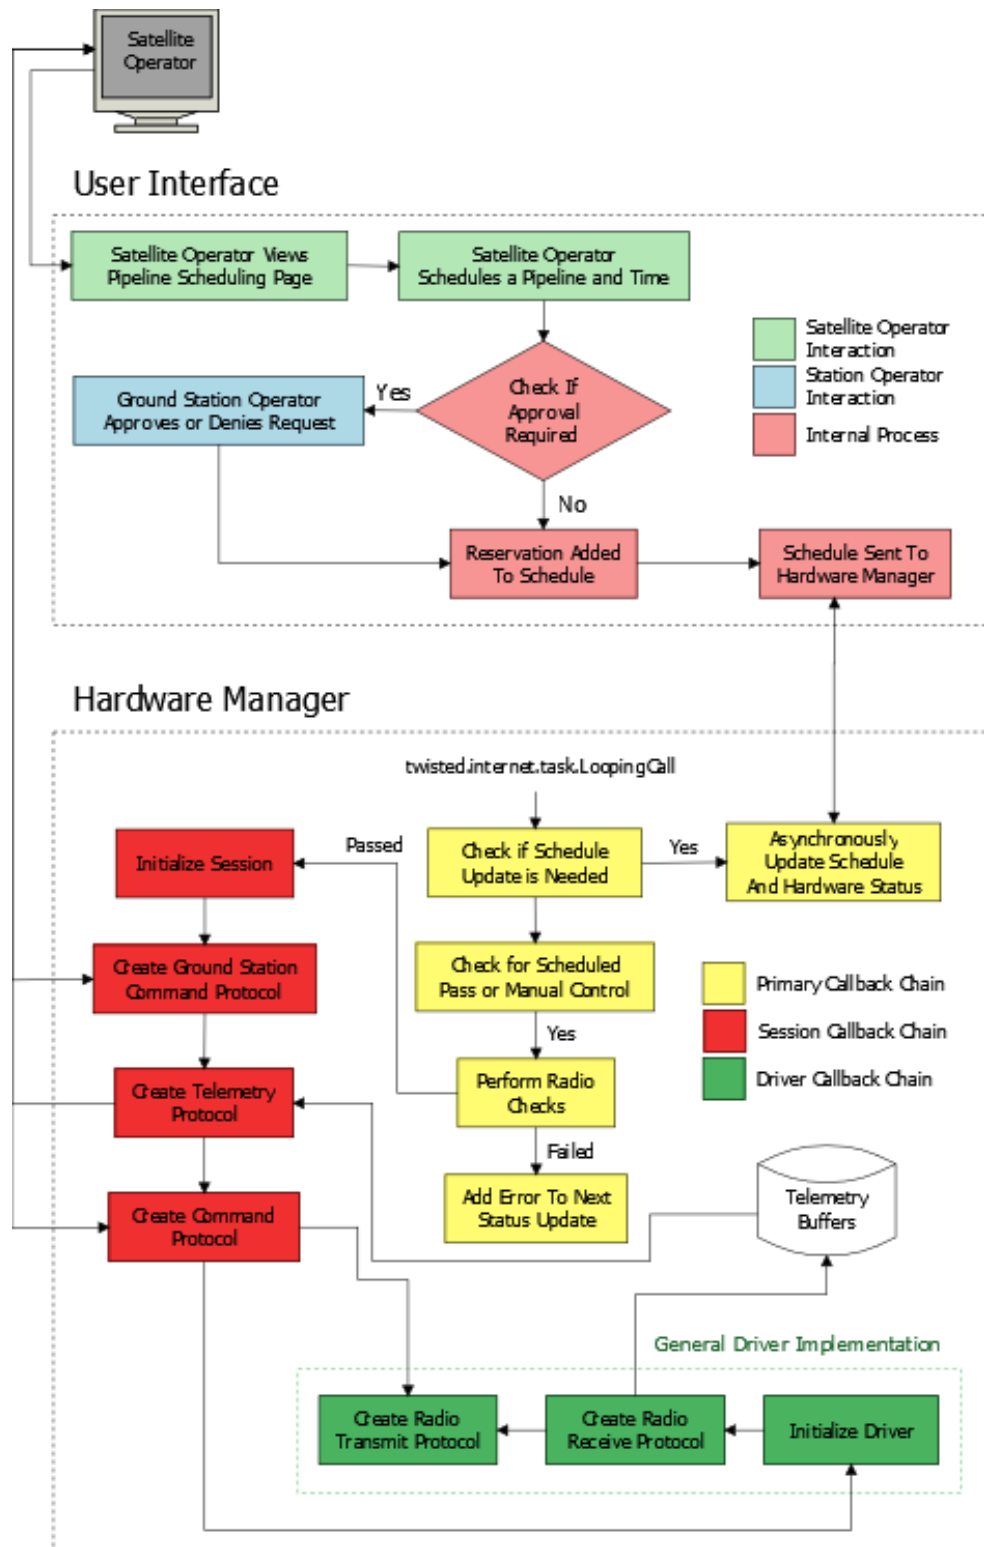 Satellite
Operator
User Interface
Satellite Operator Views
Pipeline Scheduling Page
Satellite Operator
Schedules a Pipeline and Time
Satellite Operator
Interaction
Station Operator
Interaction
Internal Process
Check If
Approval
Required
Yes
Ground Station Operator
Approves or Denies Request
No
Reservation Added
To Schedule
Schedule Sent To
Hardware Manager
Hardware Manager
twisted.internet.task.LoopingCall
Passed
Initialize Session
Check if Schedule
Update is Needed
Yes
Asynchronously
Update Schedule
And Hardware Status
Create Ground Station
Command Protocol
Check for Scheduled
Pass or Manual Control
Primary Callback Chain
Session Callback Chain
Driver Callback Chain
Yes
Create Telemetry
Protocol
Perform Radio
Checks
Failed
Add Error To Next
Status Update
Telemetry
Buffers
Create Command
Protocol
General Driver Implementation
Create Radio
Transmit Protocol
Create Radio
Receive Protocol
Initialize Driver